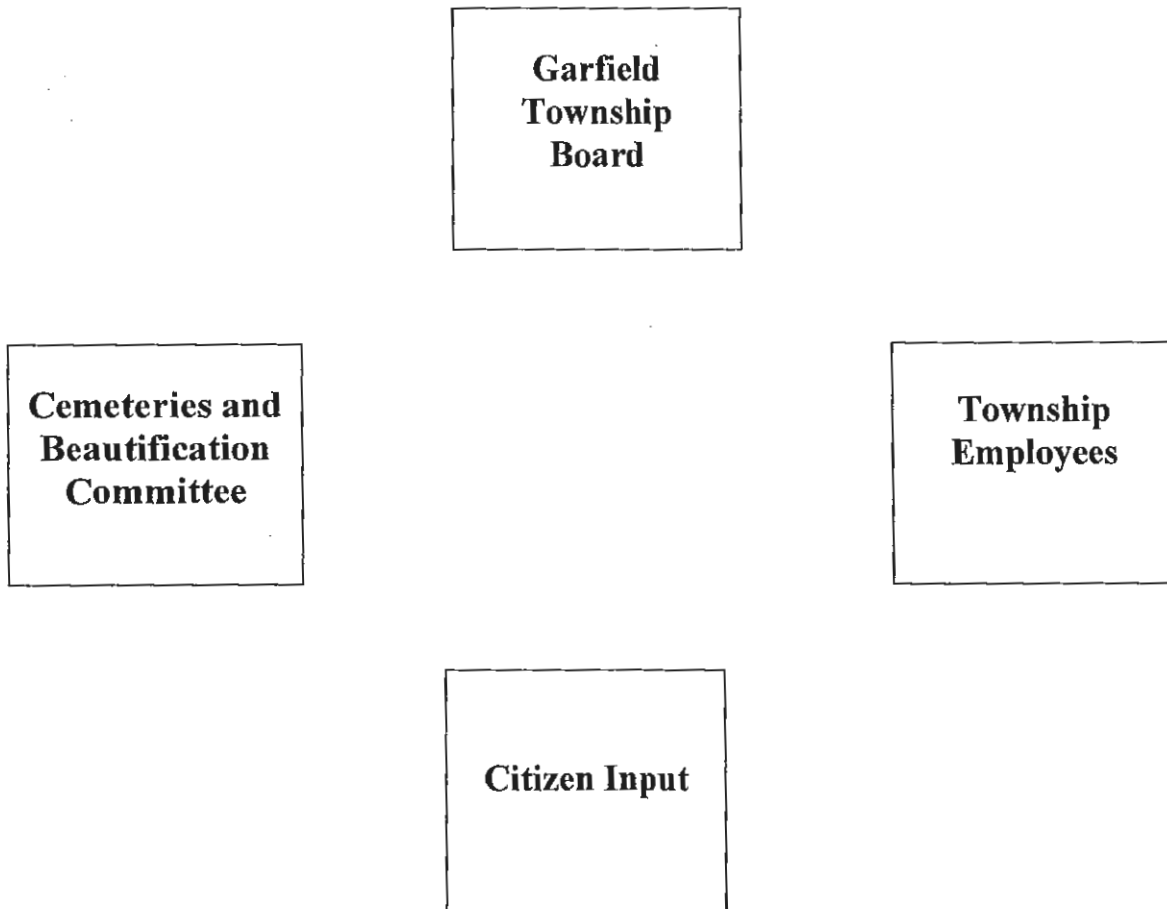 Garfield
Township
Board
Cemeteries and
Beautification
Committee
Township
Employees
Citizen Input